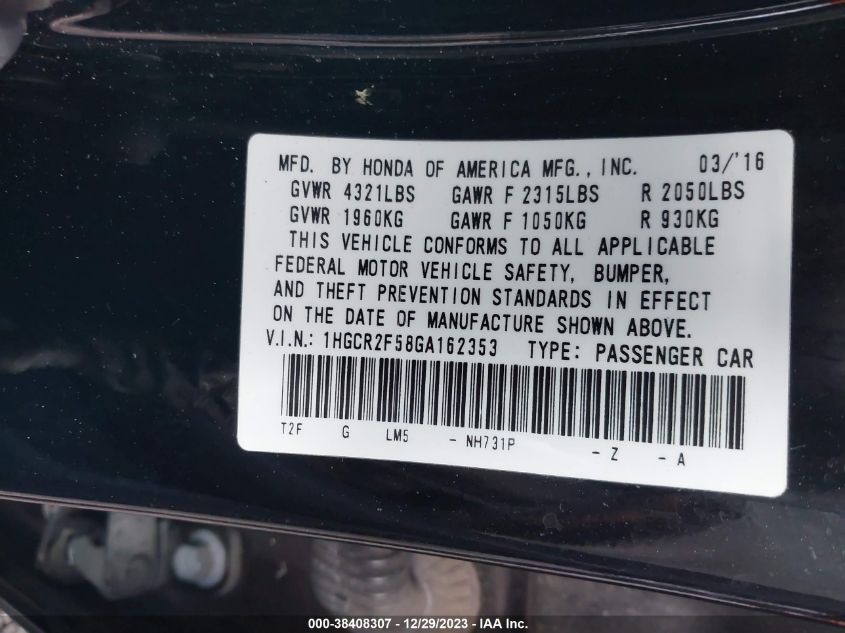 MFD. BY HONDA OF AMERICA MFG., INC. 03/'16
GVWR 4321LBS GAWR F 2315LBS R 2050LBS
GVWR 1960KG GAWR F 1050KG R 930KG
THIS VEHICLE CONFORMS TO ALL APPLICABLE
FEDERAL MOTOR VEHICLE SAFETY, BUMPER,
AND THEFT PREVENTION STANDARDS IN EFFECT
ON THE DATE OF MANUFACTURE SHOWN ABOVE.
V.I.N.: 1HGCR2F58GA162353 TYPE: PASSENGER CAR
T2F G LM5 - NH731P - Z - A
000-38408307 - 12/29/2023 - IAA Inc.